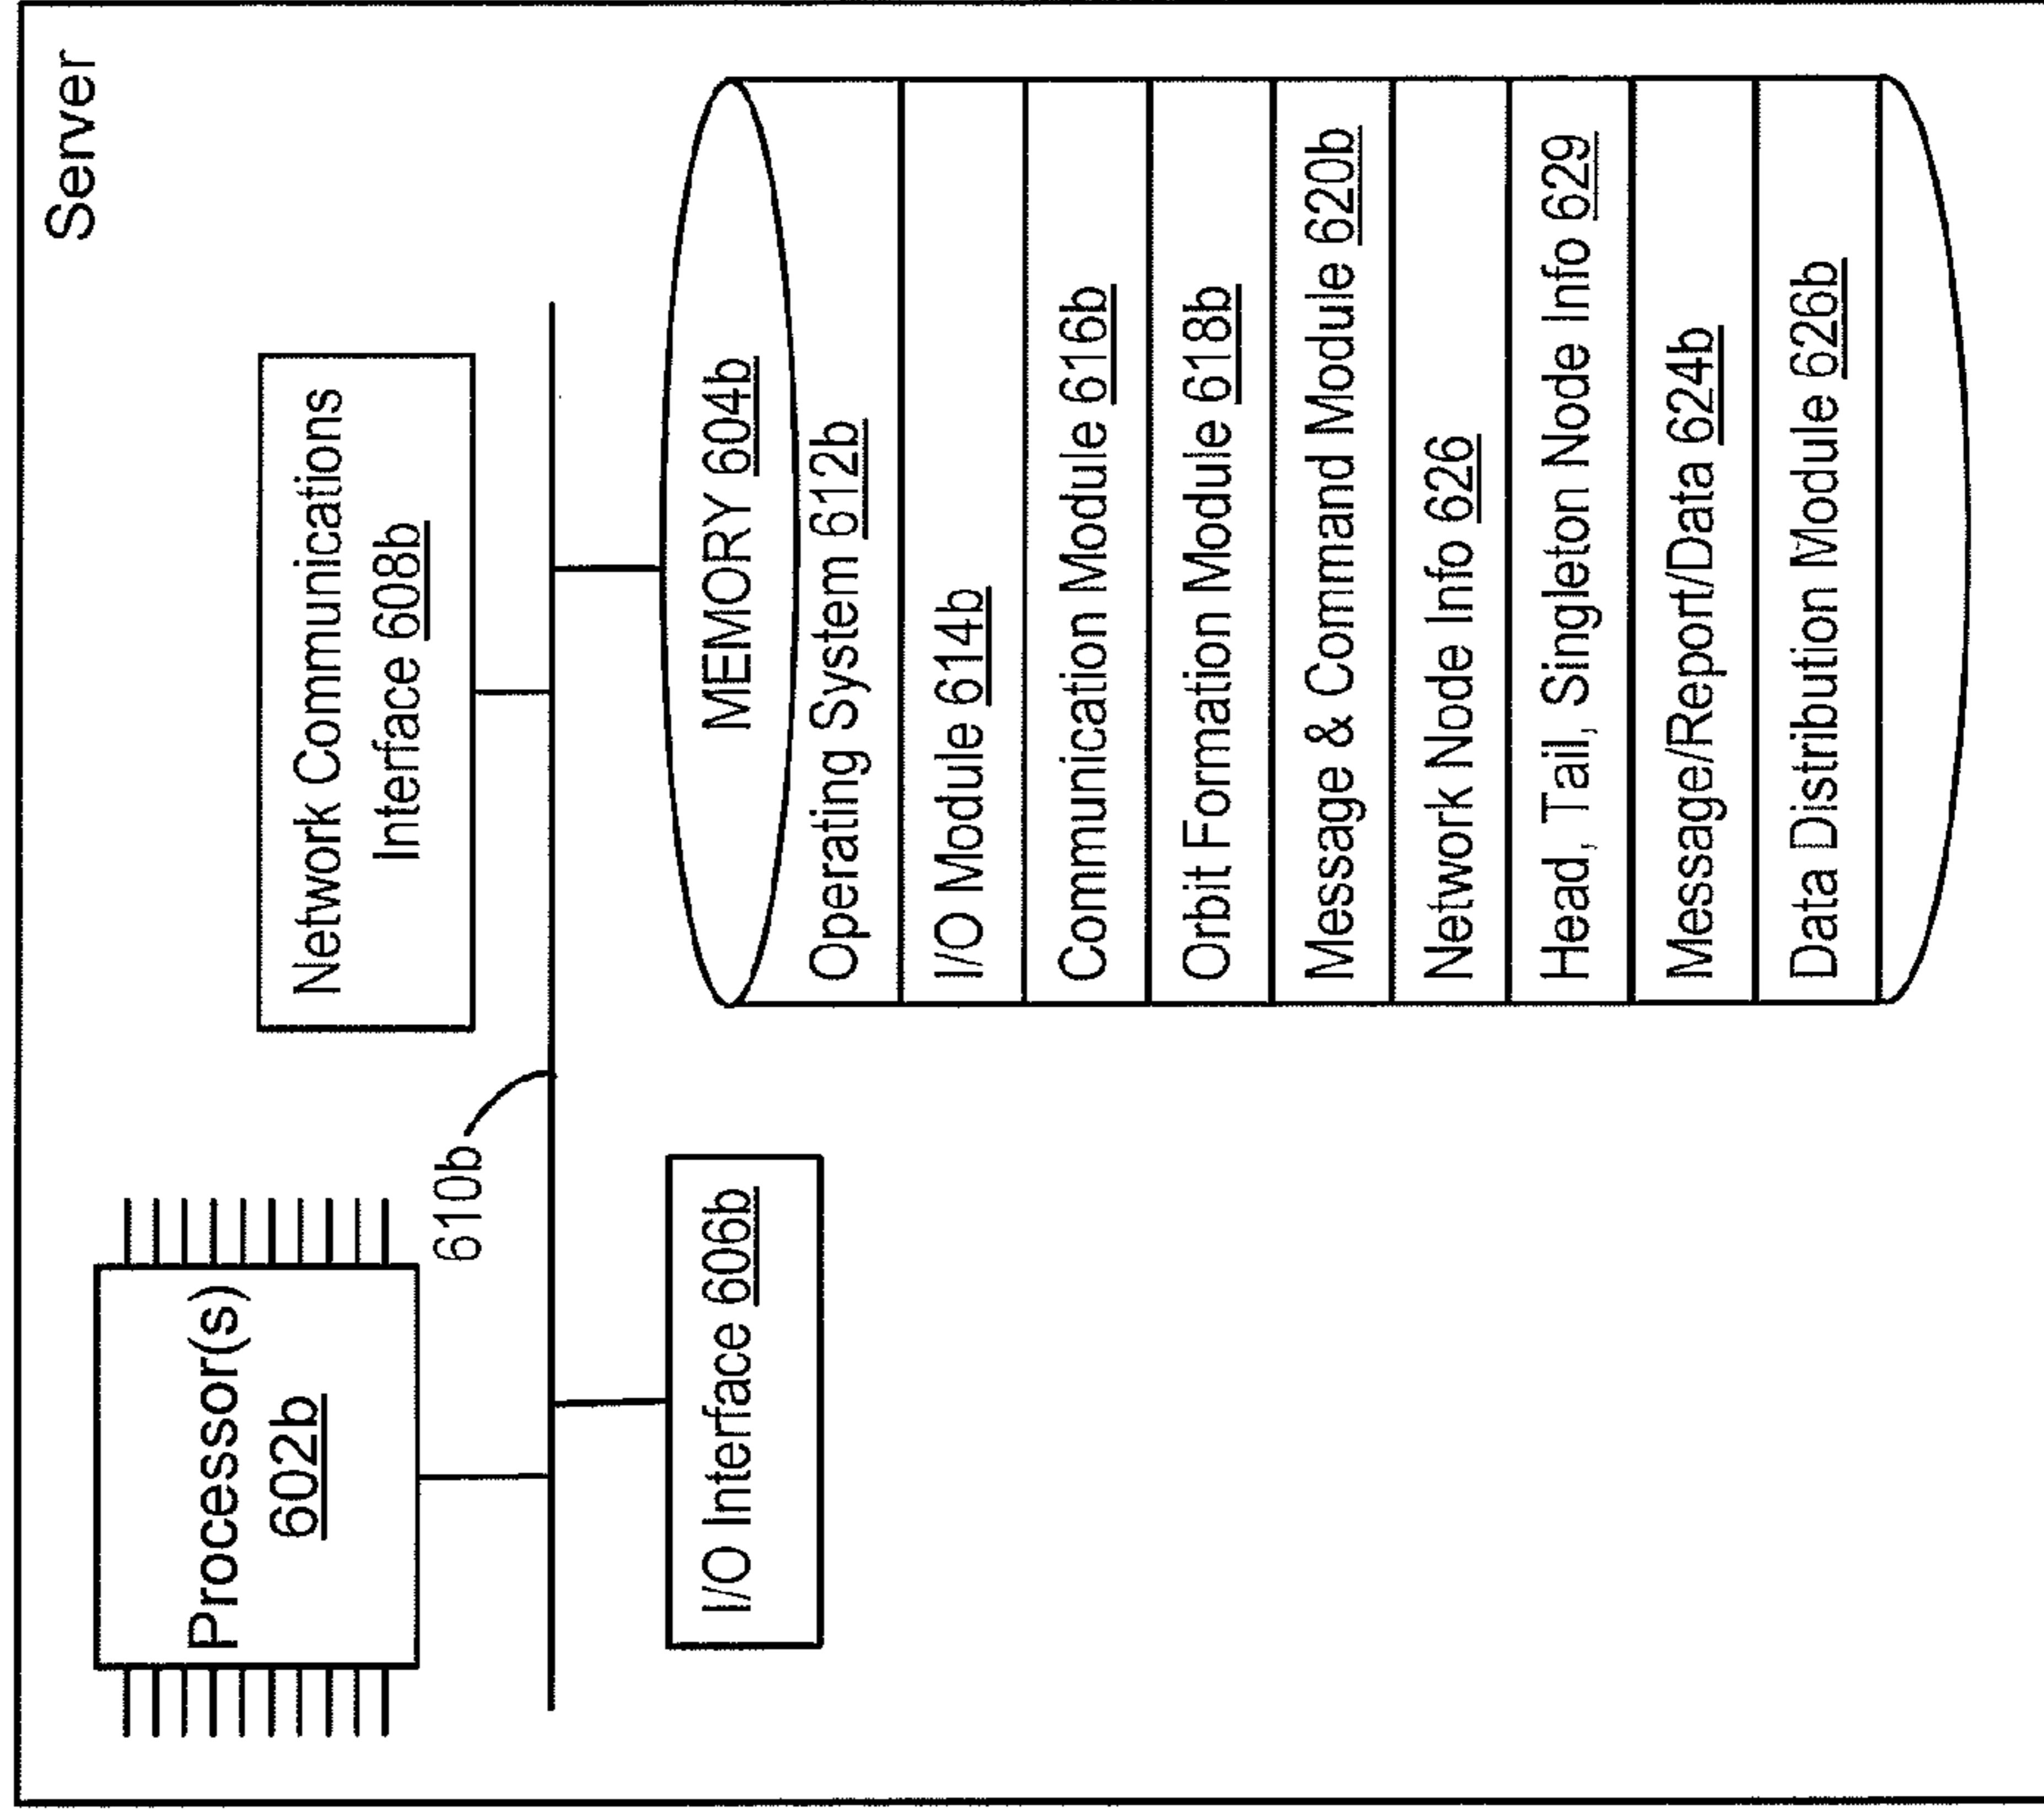 Server
Processor(s)
602b
Network Communications
Interface 608b
610b
I/O Interface 606b
MEMORY 604b
Operating System 612b
I/O Module 614b
Communication Module 616b
Orbit Formation Module 618b
Message & Command Module 620b
Network Node Info 626
Head, Tail, Singleton Node Info 629
Message/Report/Data 624b
Data Distribution Module 626b